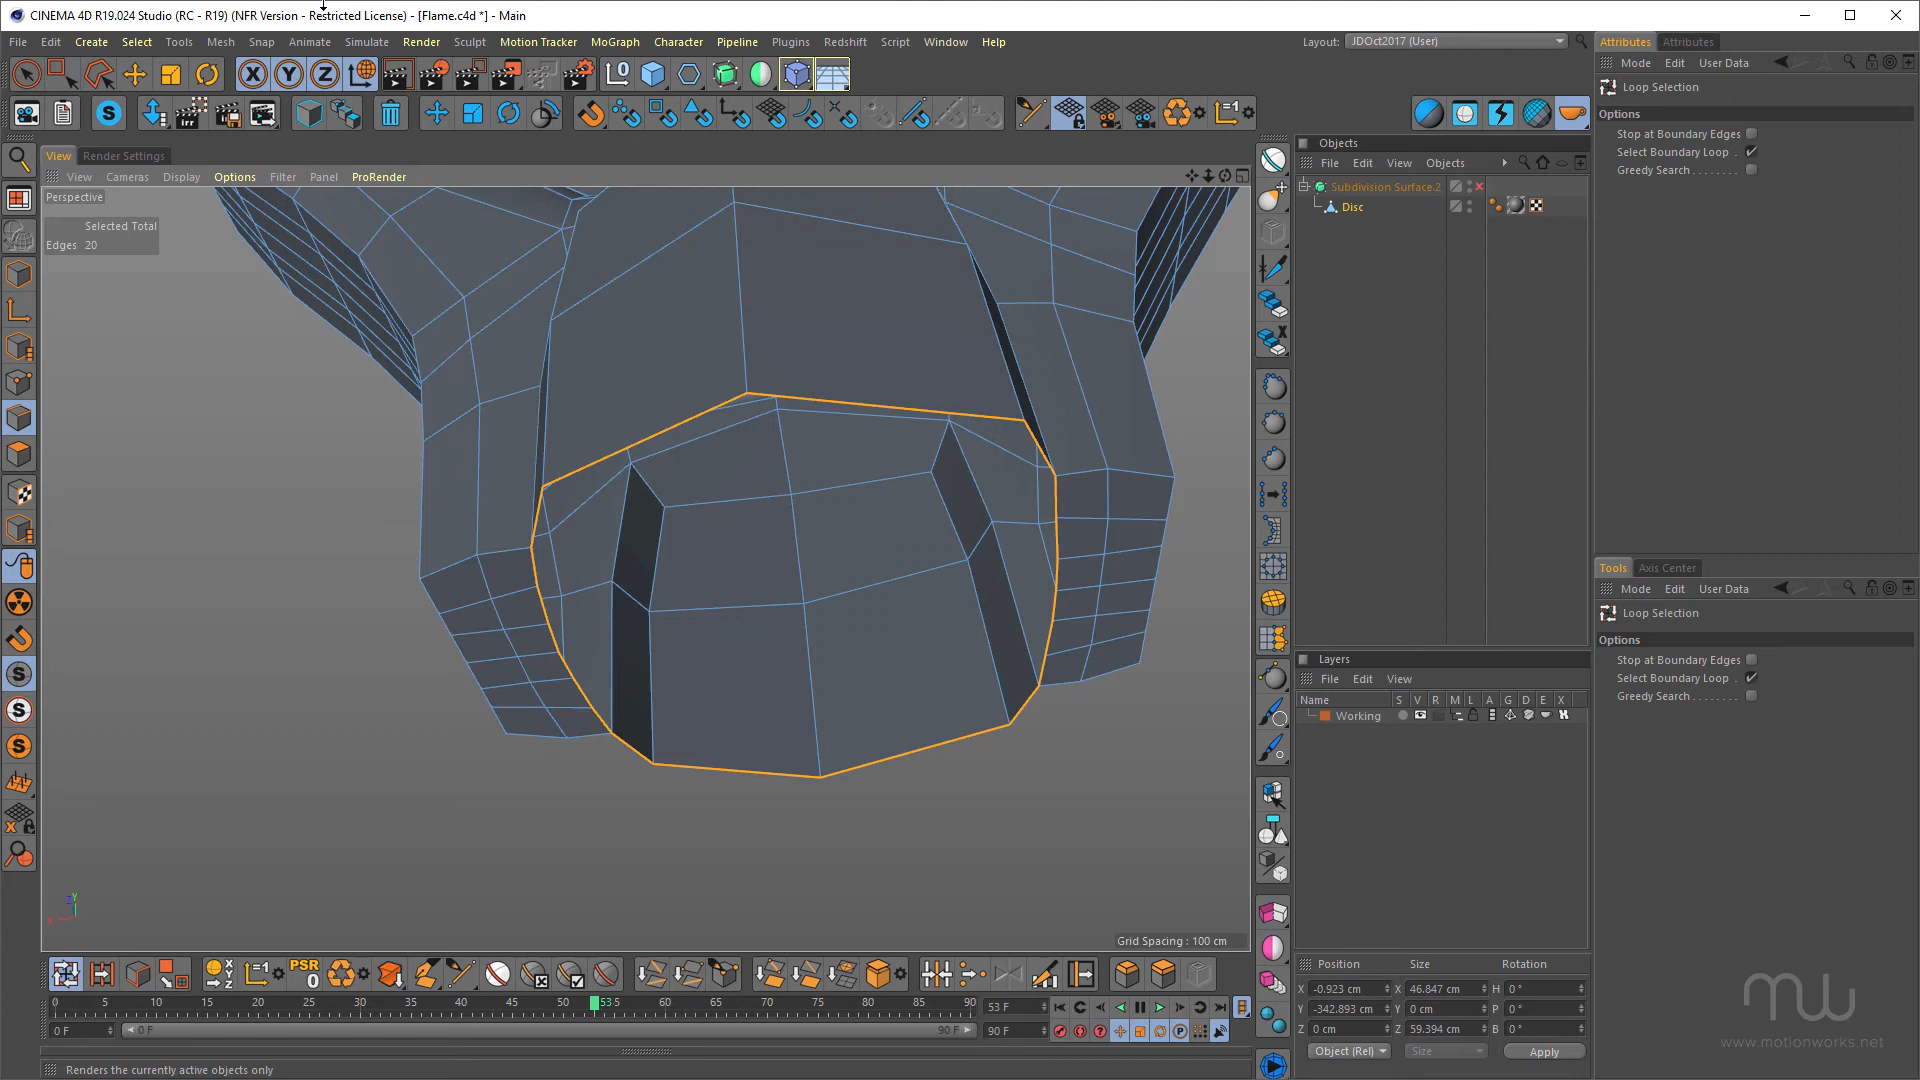 CINEMA 4D R19.024 Studio (RC - R19) (NFR Version - Restricted License) - [Flame.c4d *] - Main
File Edit Create Select Tools Mesh Snap Animate Simulate Render Sculpt Motion Tracker MoGraph Character Pipeline Plugins Redshift Script Window Help
Layout: JDOct2017 (User)
Attributes Attributes
Mode Edit User Data
Loop Selection
Options
Stop at Boundary Edges
Select Boundary Loop .
Greedy Search . . . . . . . .
View Render Settings
View Cameras Display Options Filter Panel ProRender
Perspective
Selected Total
Edges 20
Objects
File Edit View Objects
Subdivision Surface.2
Disc
Tools Axis Center
Mode Edit User Data
Loop Selection
Options
Stop at Boundary Edges
Select Boundary Loop .
Greedy Search . . . . . . . .
Layers
File Edit View
Name S V R M L A G D E X
Working
Grid Spacing : 100 cm
PSR
0
0 5 10 15 20 25 30 35 40 45 50 53.5 60 65 70 75 80 85 90
53 F
0 F 0 F 90 F 90 F
Position Size Rotation
X -0.923 cm X 46.847 cm H 0 °
Y -342.893 cm Y 0 cm P 0 °
Z 0 cm Z 59.394 cm B 0 °
Object (Rel) Size Apply
Renders the currently active objects only
mw
www.motionworks.net